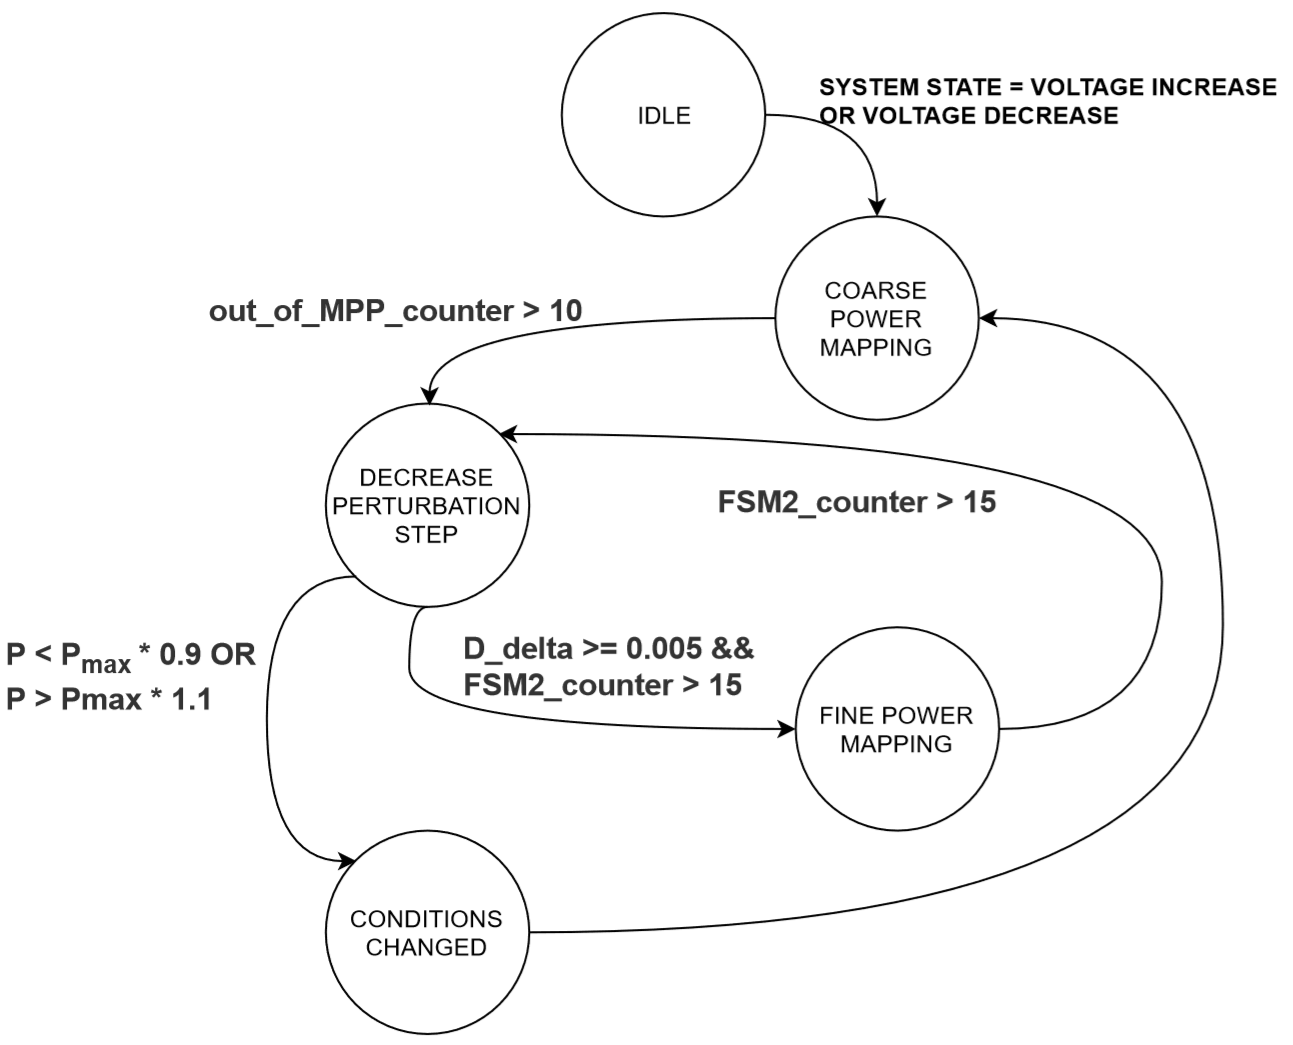 IDLE
SYSTEM STATE = VOLTAGE INCREASE
OR VOLTAGE DECREASE
COARSE
POWER
MAPPING
out_of_MPP_counter > 10
DECREASE
PERTURBATION
STEP
FSM2_counter > 15
P < Pmax * 0.9 OR
P > Pmax * 1.1
D_delta >= 0.005 &&
FSM2_counter > 15
FINE POWER
MAPPING
CONDITIONS
CHANGED